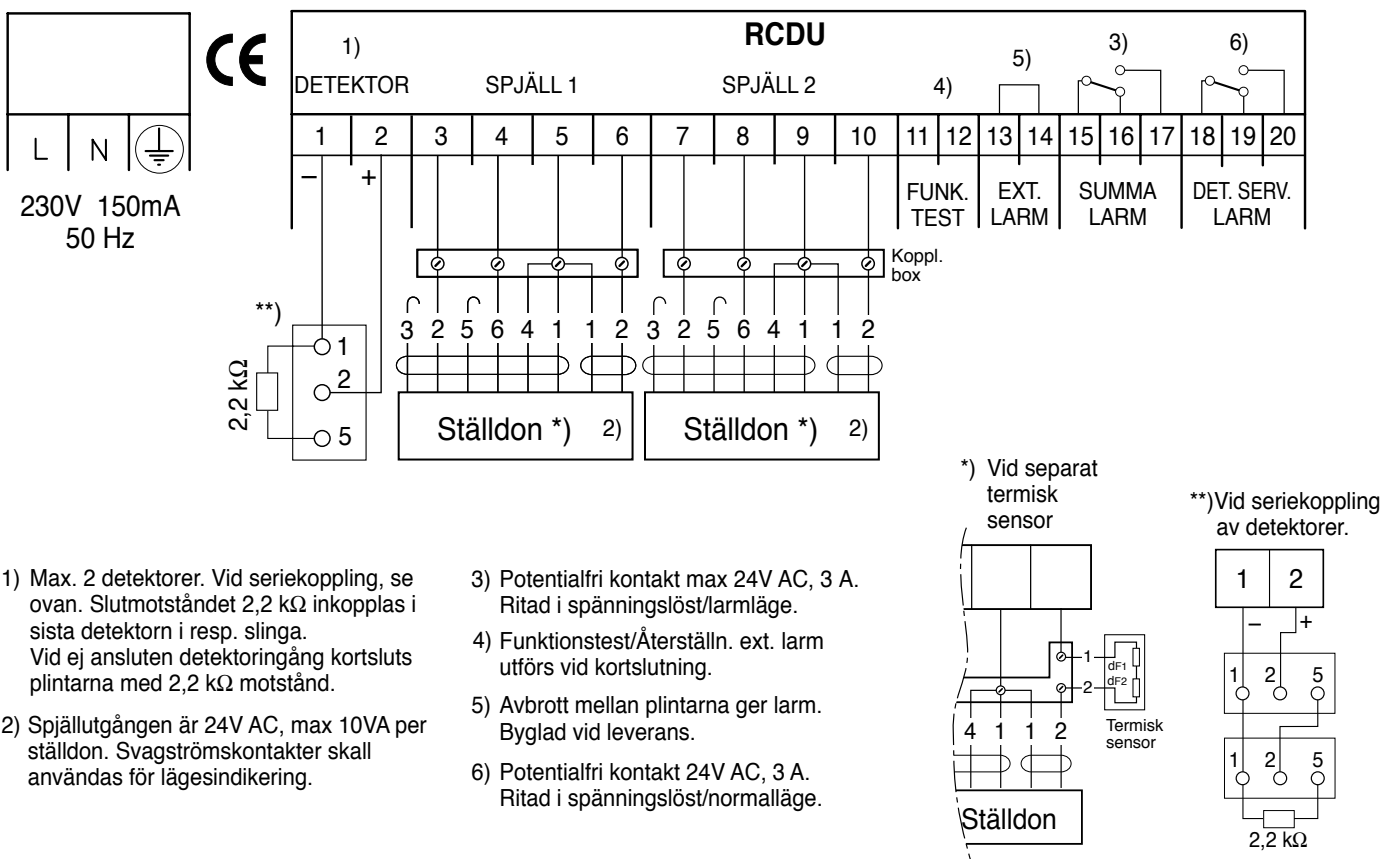 RCDU
1)
3)
6)
5)
DETEKTOR
SPJÄLL 1
SPJÄLL 2
4)
1 2 3 4 5 6 7 8 9 10 11 12 13 14 15 16 17 18 19 20
L N
230V 150mA
50 Hz
– +
FUNK.
TEST
EXT.
LARM
SUMMA
LARM
DET. SERV.
LARM
Koppl.
box
**)
3 2 5 6 4 1 1 2 3 2 5 6 4 1 1 2
1
2
5
2,2 kΩ
Ställdon *) 2)
Ställdon *) 2)
*) Vid separat
termisk
sensor
1
dF1
dF2
2
4 1 1 2
Termisk
sensor
Ställdon
**)Vid seriekoppling
av detektorer.
1 2
– +
1 2 5
1 2 5
2,2 kΩ
1) Max. 2 detektorer. Vid seriekoppling, se
ovan. Slutmotståndet 2,2 kΩ inkopplas i
sista detektorn i resp. slinga.
Vid ej ansluten detektoringång kortsluts
plintarna med 2,2 kΩ motstånd.
2) Spjällutgången är 24V AC, max 10VA per
ställdon. Svagströmskontakter skall
användas för lägesindikering.
3) Potentialfri kontakt max 24V AC, 3 A.
Ritad i spänningslöst/larmläge.
4) Funktionstest/Återställn. ext. larm
utförs vid kortslutning.
5) Avbrott mellan plintarna ger larm.
Byglad vid leverans.
6) Potentialfri kontakt 24V AC, 3 A.
Ritad i spänningslöst/normalläge.